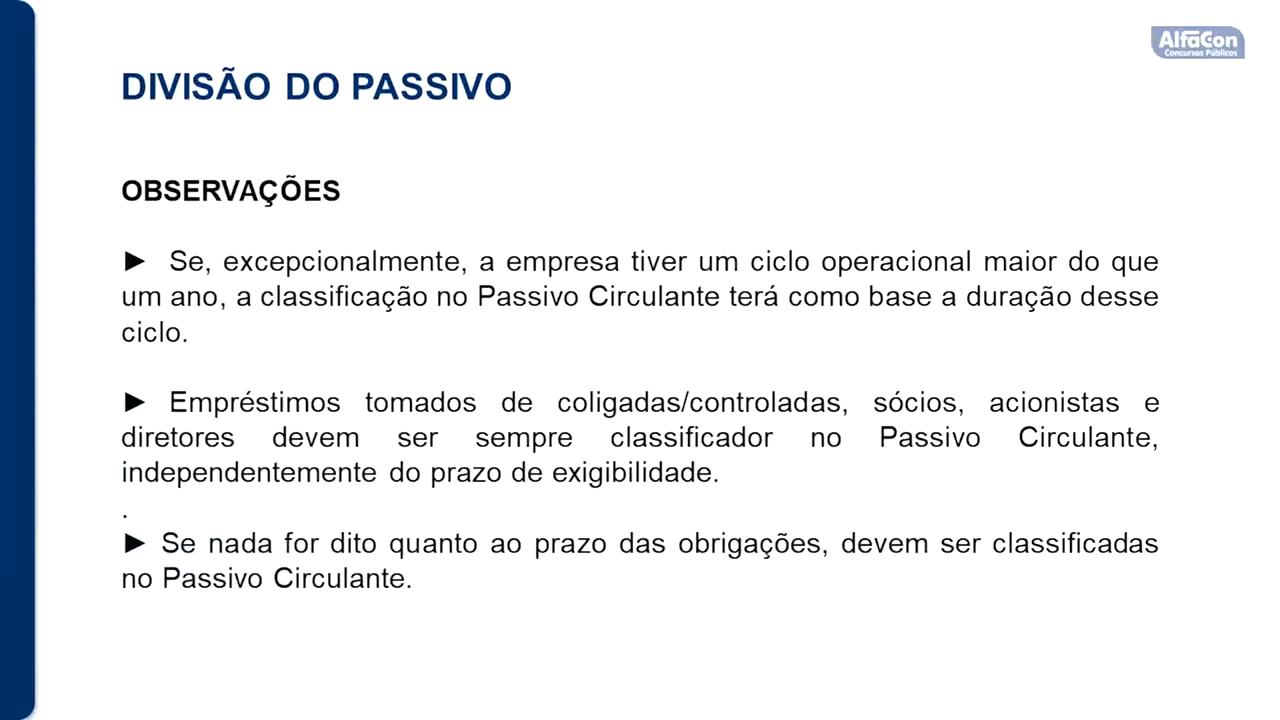 AlfaCon
Concursos Públicos
DIVISÃO DO PASSIVO
OBSERVAÇÕES
► Se, excepcionalmente, a empresa tiver um ciclo operacional maior do que
um ano, a classificação no Passivo Circulante terá como base a duração desse
ciclo.
► Empréstimos tomados de coligadas/controladas, sócios, acionistas e
diretores devem ser sempre classificador no Passivo Circulante,
independentemente do prazo de exigibilidade.
.
► Se nada for dito quanto ao prazo das obrigações, devem ser classificadas
no Passivo Circulante.